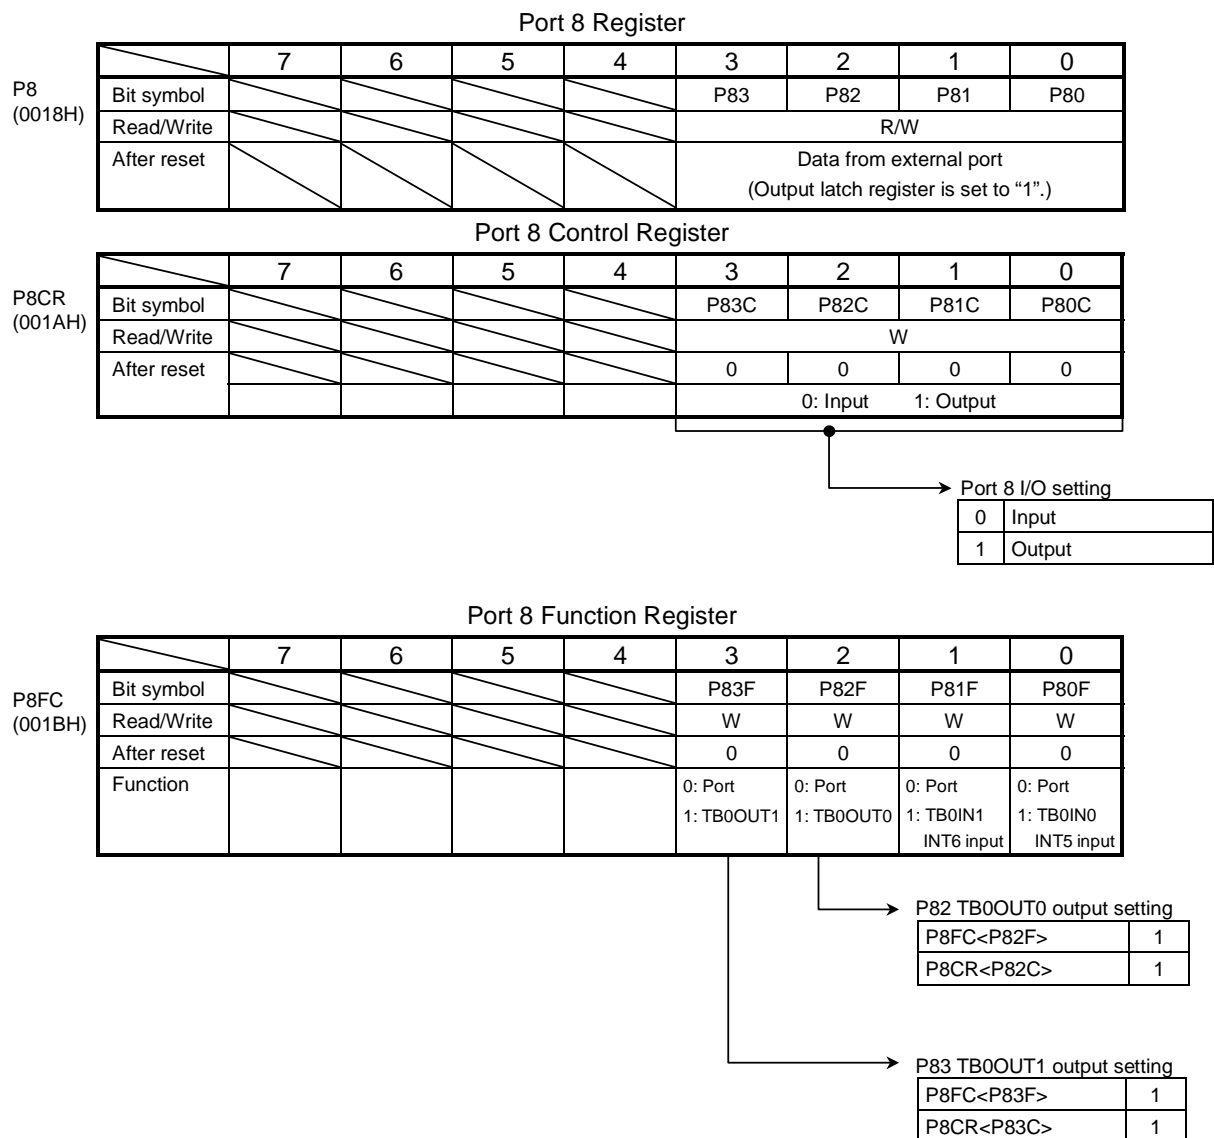 Port 8 Register
7 6 5 4 3 2 1 0
P8
(0018H)
Bit symbol P83 P82 P81 P80
Read/Write R/W
After reset Data from external port
(Output latch register is set to “1”.)
Port 8 Control Register
7 6 5 4 3 2 1 0
P8CR
(001AH)
Bit symbol P83C P82C P81C P80C
Read/Write W
After reset 0 0 0 0
0: Input 1: Output
Port 8 I/O setting
0 Input
1 Output
Port 8 Function Register
7 6 5 4 3 2 1 0
P8FC
(001BH)
Bit symbol P83F P82F P81F P80F
Read/Write W W W W
After reset 0 0 0 0
Function 0: Port 0: Port 0: Port 0: Port
1: TB0OUT1 1: TB0OUT0 1: TB0IN1 1: TB0IN0
INT6 input INT5 input
P82 TB0OUT0 output setting
P8FC<P82F> 1
P8CR<P82C> 1
P83 TB0OUT1 output setting
P8FC<P83F> 1
P8CR<P83C> 1